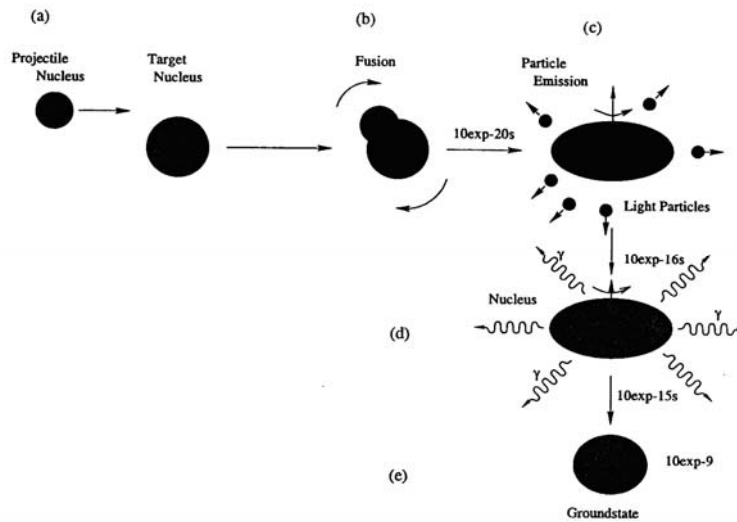 (a)
(b)
(c)
Projectile
Nucleus
Target
Nucleus
Fusion
Particle
Emission
10exp-20s
Light Particles
10exp-16s
γ
Nucleus
γ
(d)
γ
10exp-15s
10exp-9
(e)
Groundstate